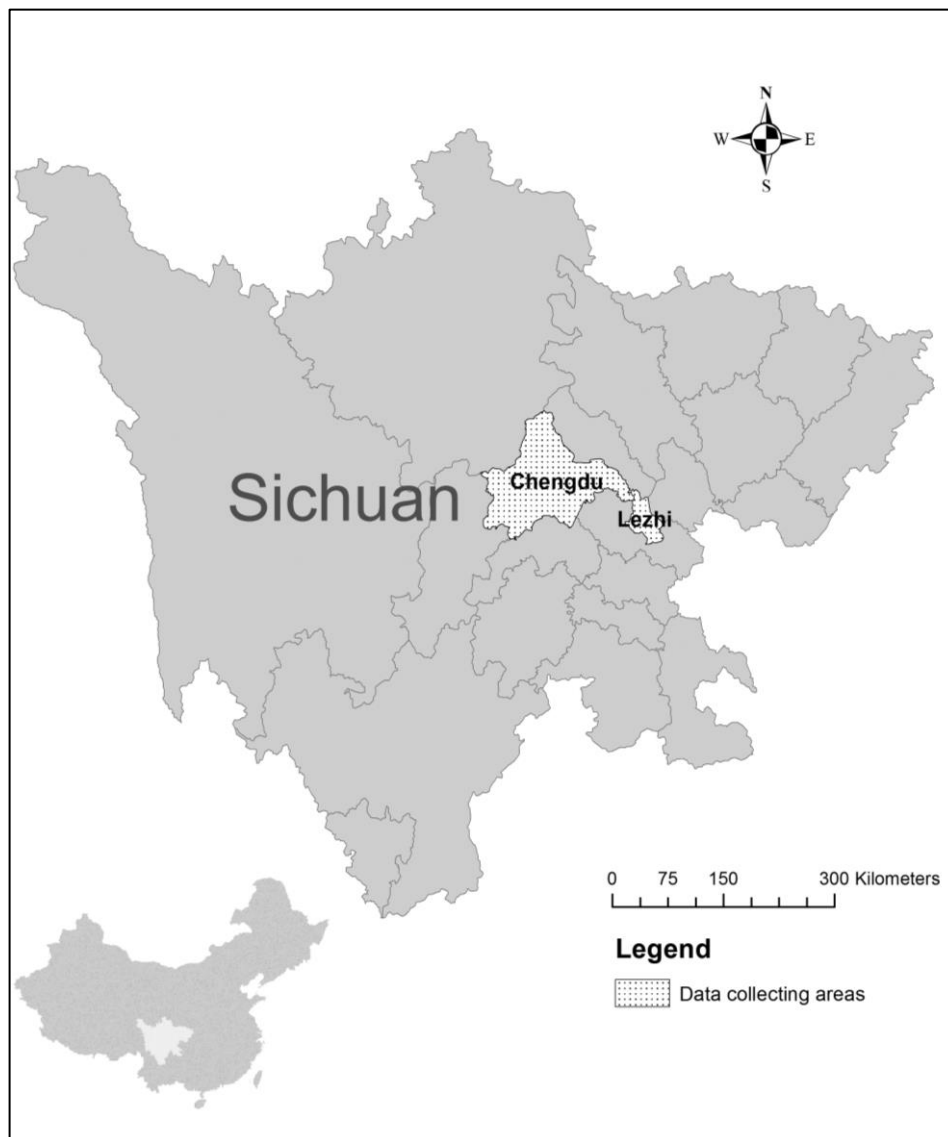 N
W E
S
Chengdu
Sichuan
Lezhi
0 75 150 300 Kilometers
Legend
Data collecting areas